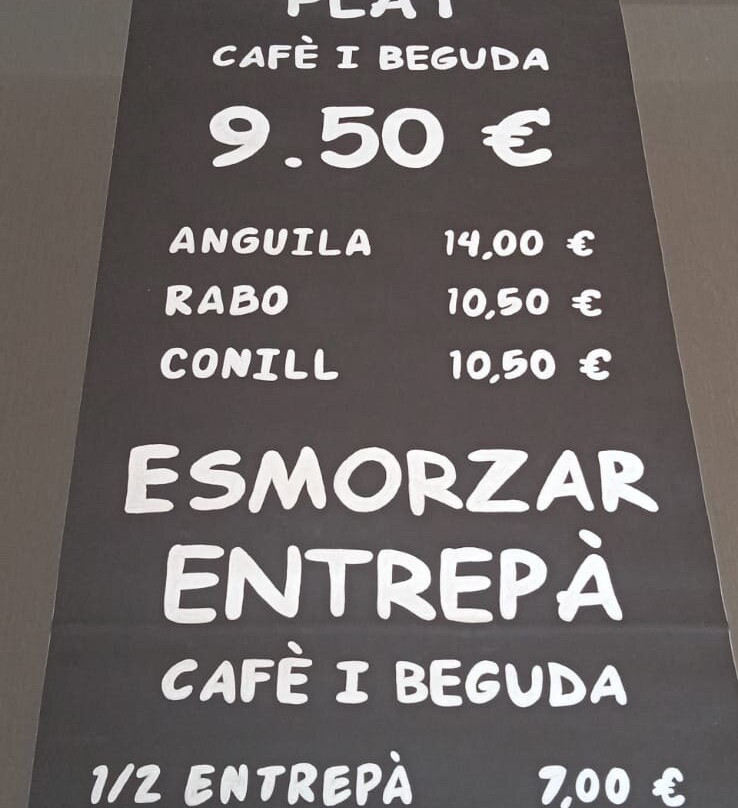 PLAT
CAFÈ I BEGUDA
9.50 €
ANGUILA 14,00 €
RABO 10,50 €
CONILL 10,50 €
ESMORZAR
ENTREPÀ
CAFÈ I BEGUDA
1/2 ENTREPÀ 7,00 €